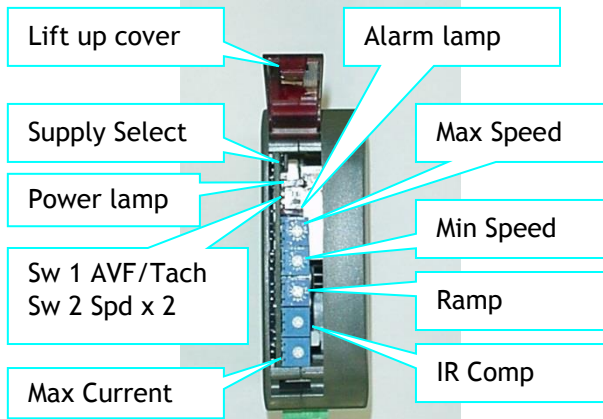 Lift up cover
Alarm lamp
Supply Select
Max Speed
Power lamp
Min Speed
Sw 1 AVF/Tach
Sw 2 Spd x 2
Ramp
IR Comp
Max Current